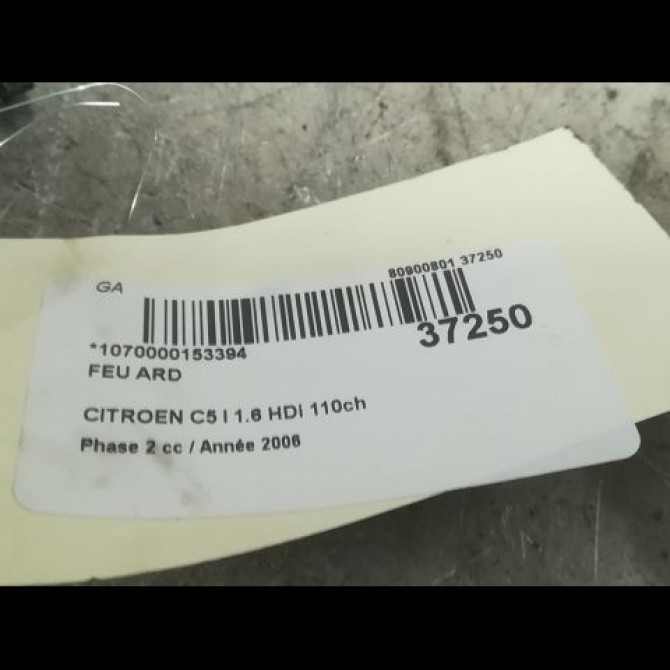 GA
80900801 37250
37250
*1070000153394
FEU ARD
CITROEN C5 I 1.6 HDi 110ch
Phase 2 cc / Année 2006